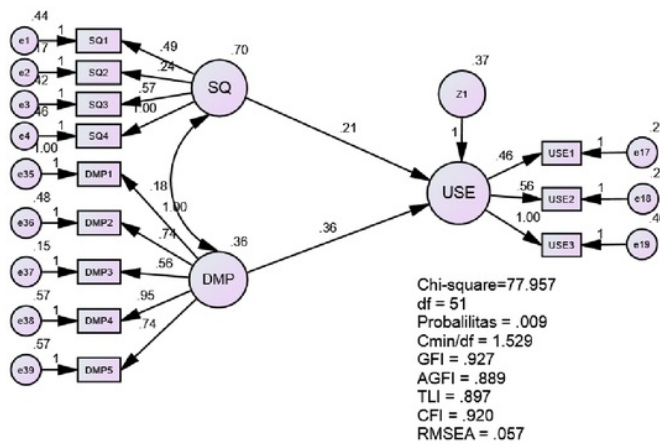 .44
e1 1 SQ1
.17
e2 1 SQ2
.42
e3 1 SQ3
.46
e4 1 SQ4
1.00
e35 1 DMP1
.48
e36 1 DMP2
.15
e37 1 DMP3
.57
e38 1 DMP4
.57
e39 1 DMP5
.49
.24
.57
1.00
.70
SQ
.18
1.00
.74
.56
.95
.74
.36
DMP
.21
.36
.37
Z1
1
USE
.46
.56
1.00
USE1 1 e17
USE2 1 e18
USE3 1 e19
Chi-square=77.957
df = 51
Probalilitas .009
Cmin/df = 1.529
GFI = .927
AGFI = .889
TLI = .897
CFI = .920
RMSEA = .057